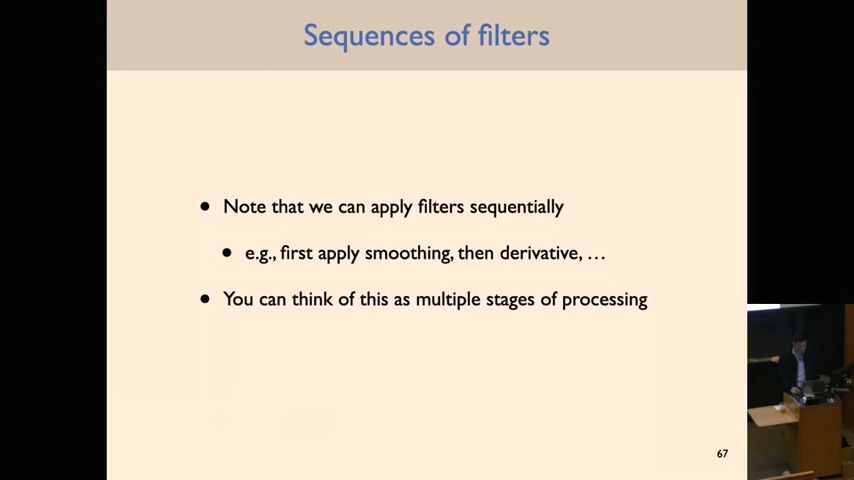 Sequences of filters
• Note that we can apply filters sequentially
• e.g., first apply smoothing, then derivative, …
• You can think of this as multiple stages of processing
67